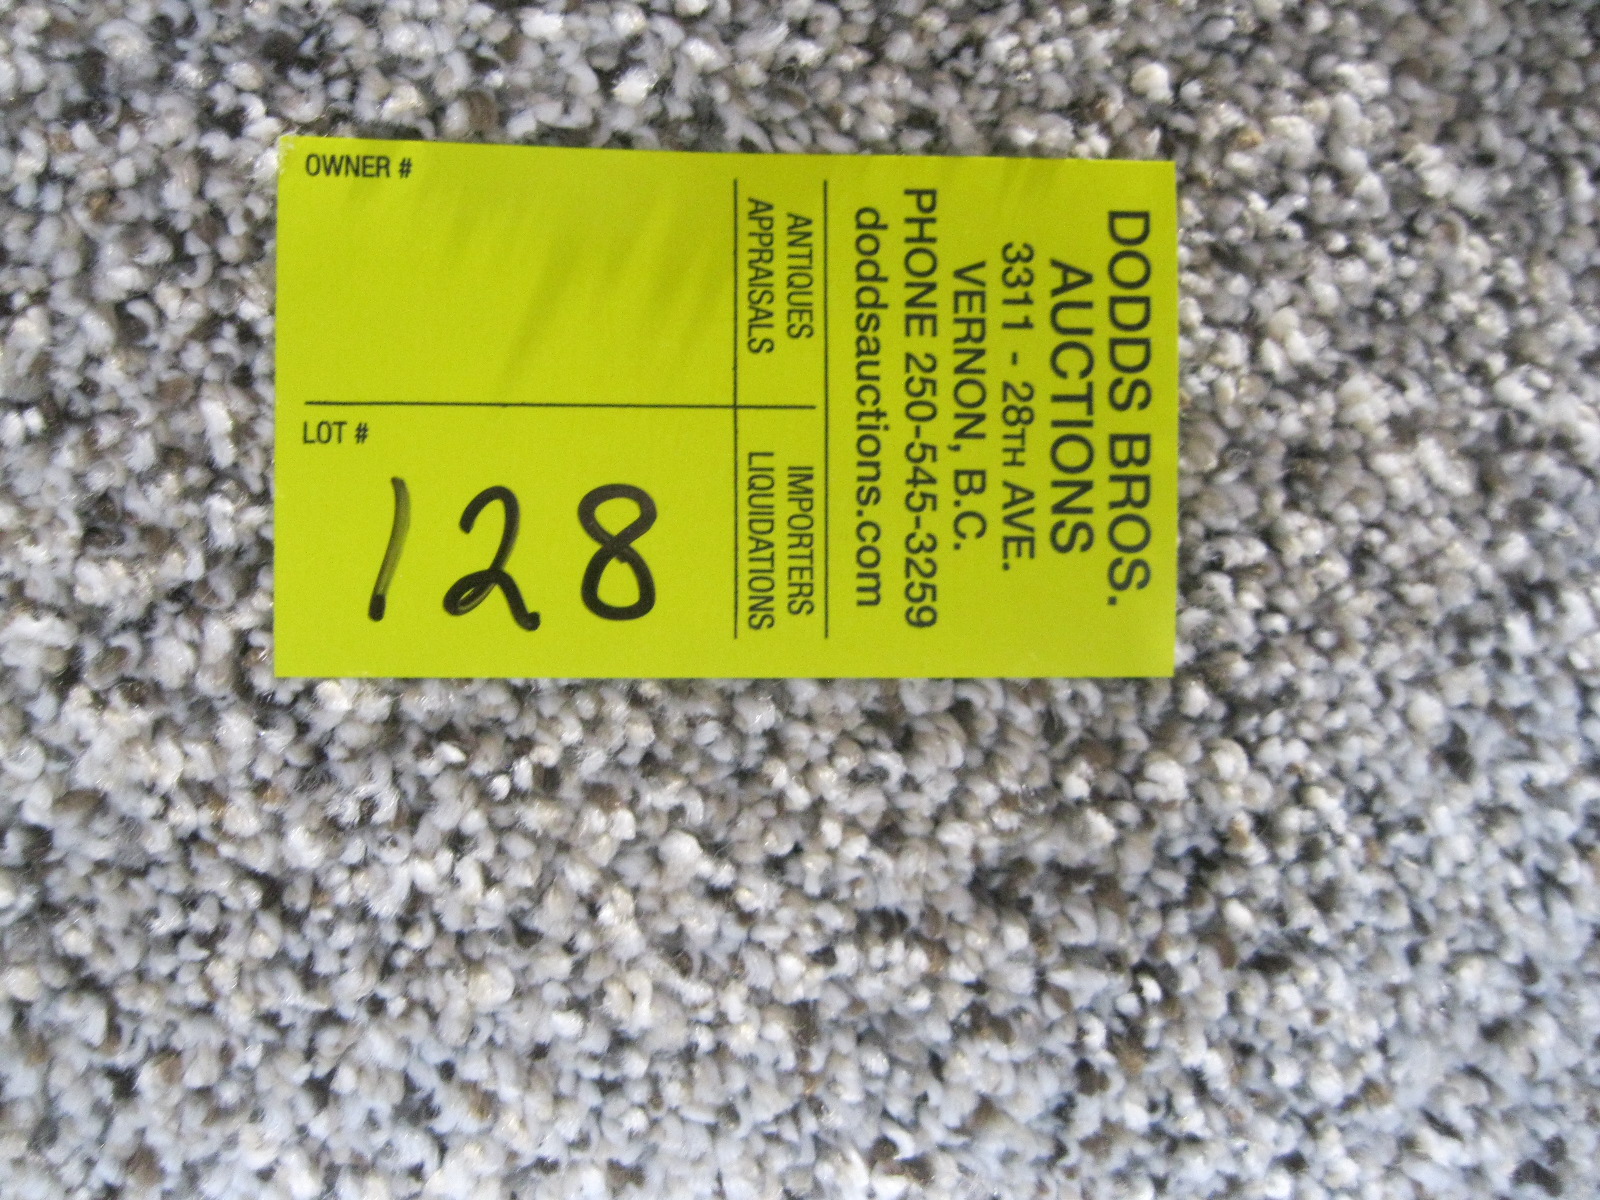 DODDS BROS.
AUCTIONS
3311 - 28TH AVE.
VERNON, B.C.
PHONE 250-545-3259
doddsauctions.com
ANTIQUES
APPRAISALS
IMPORTERS
LIQUIDATIONS
OWNER #
LOT #
128